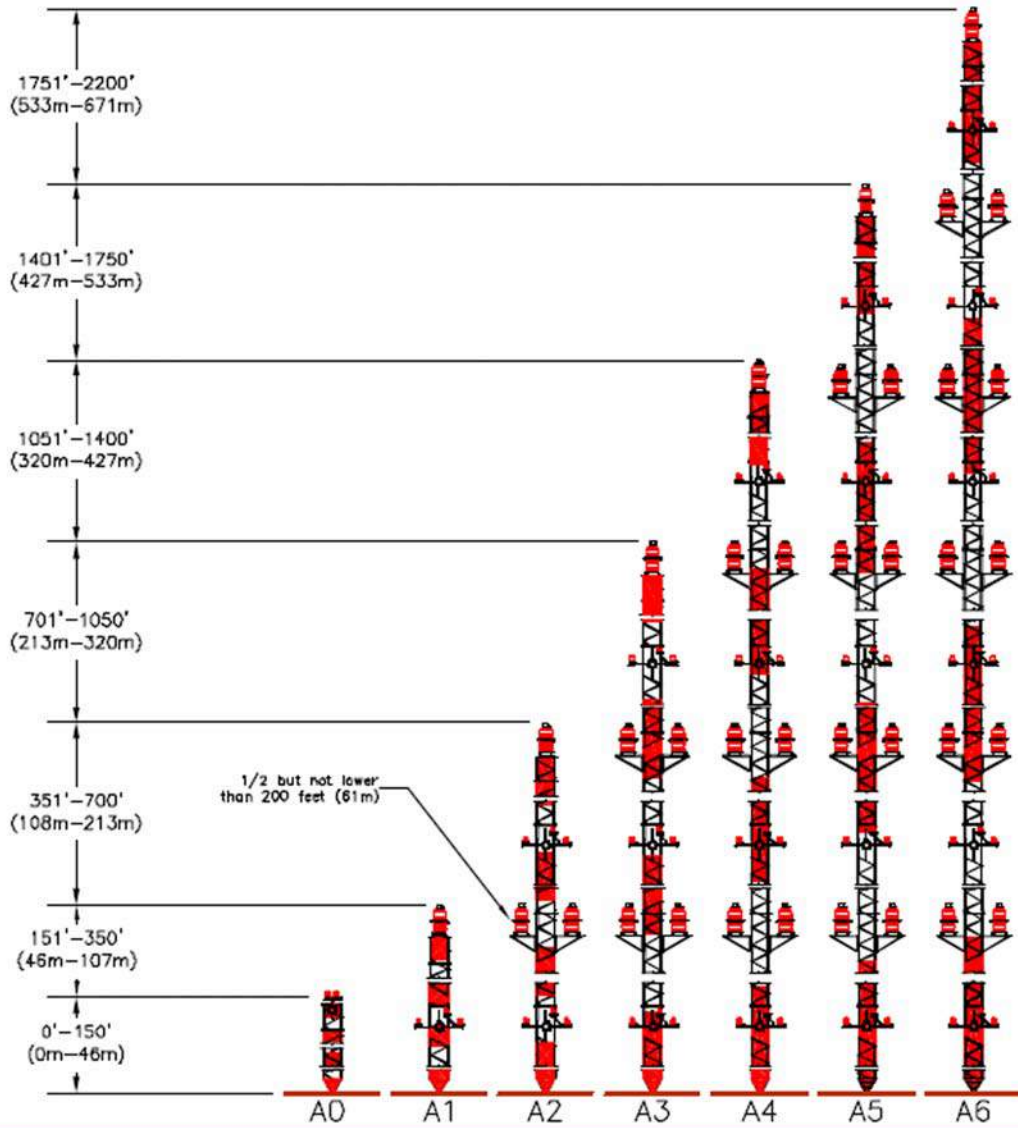 1751'-2200'
(533m-671m)
1401'-1750'
(427m-533m)
1051'-1400'
(320m-427m)
701'-1050'
(213m-320m)
351'-700'
(108m-213m)
1/2 but not lower
than 200 feet (61m)
151'-350'
(46m-107m)
0'-150'
(0m-46m)
A0 A1 A2 A3 A4 A5 A6